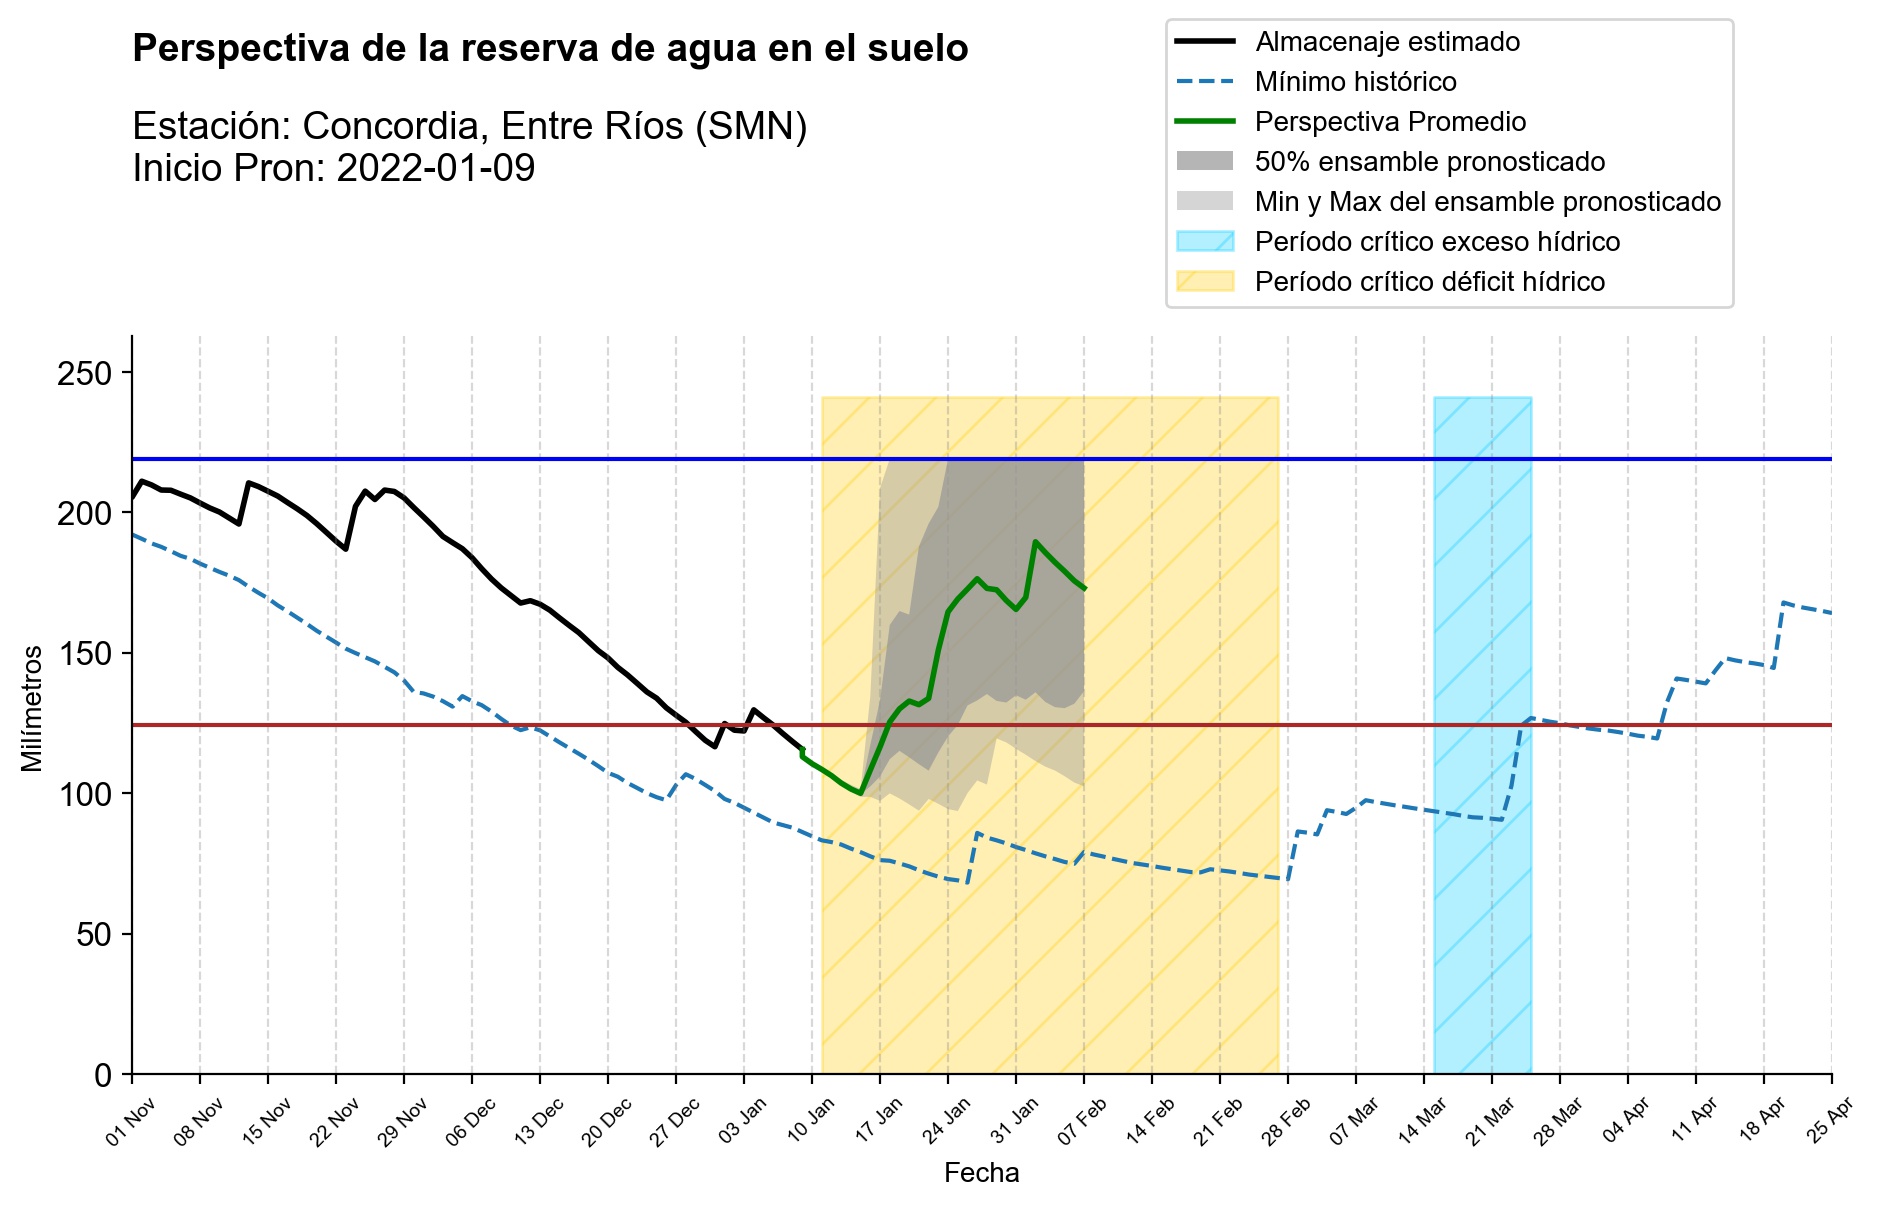 Perspectiva de la reserva de agua en el suelo
Estación: Concordia, Entre Ríos (SMN)
Inicio Pron: 2022-01-09
Almacenaje estimado
Mínimo histórico
Perspectiva Promedio
50% ensamble pronosticado
Min y Max del ensamble pronosticado
Período crítico exceso hídrico
Período crítico déficit hídrico
Milímetros
250
200
150
100
50
0
01 Nov
08 Nov
15 Nov
22 Nov
29 Nov
06 Dec
13 Dec
20 Dec
27 Dec
03 Jan
10 Jan
17 Jan
24 Jan
31 Jan
07 Feb
14 Feb
21 Feb
28 Feb
07 Mar
14 Mar
21 Mar
28 Mar
04 Apr
11 Apr
18 Apr
25 Apr
Fecha